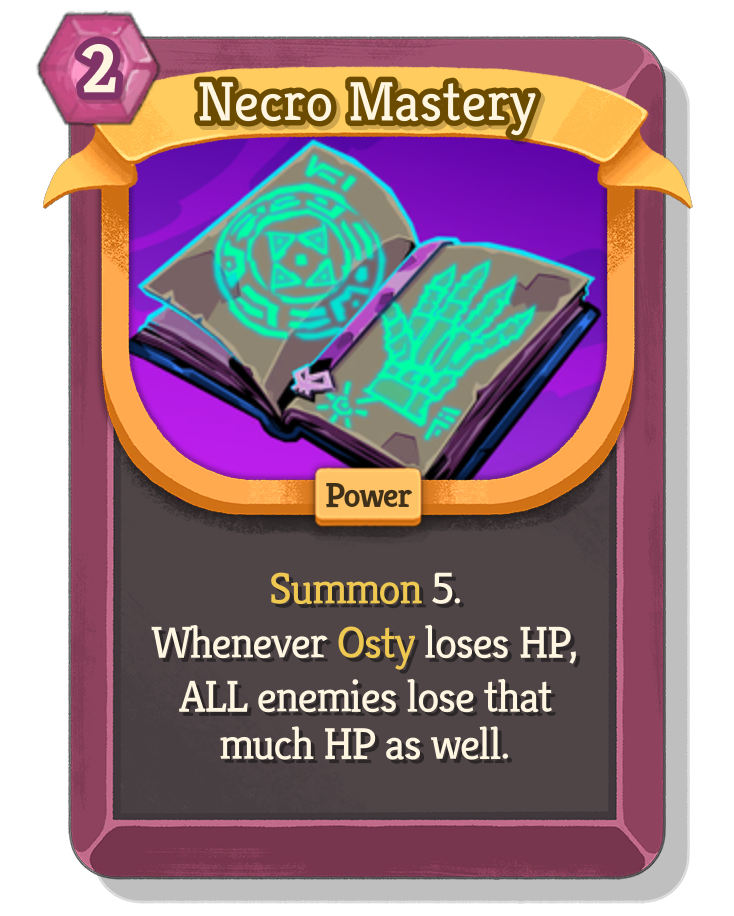 2
Necro Mastery
Power
Summon 5.
Whenever Osty loses HP,
ALL enemies lose that
much HP as well.